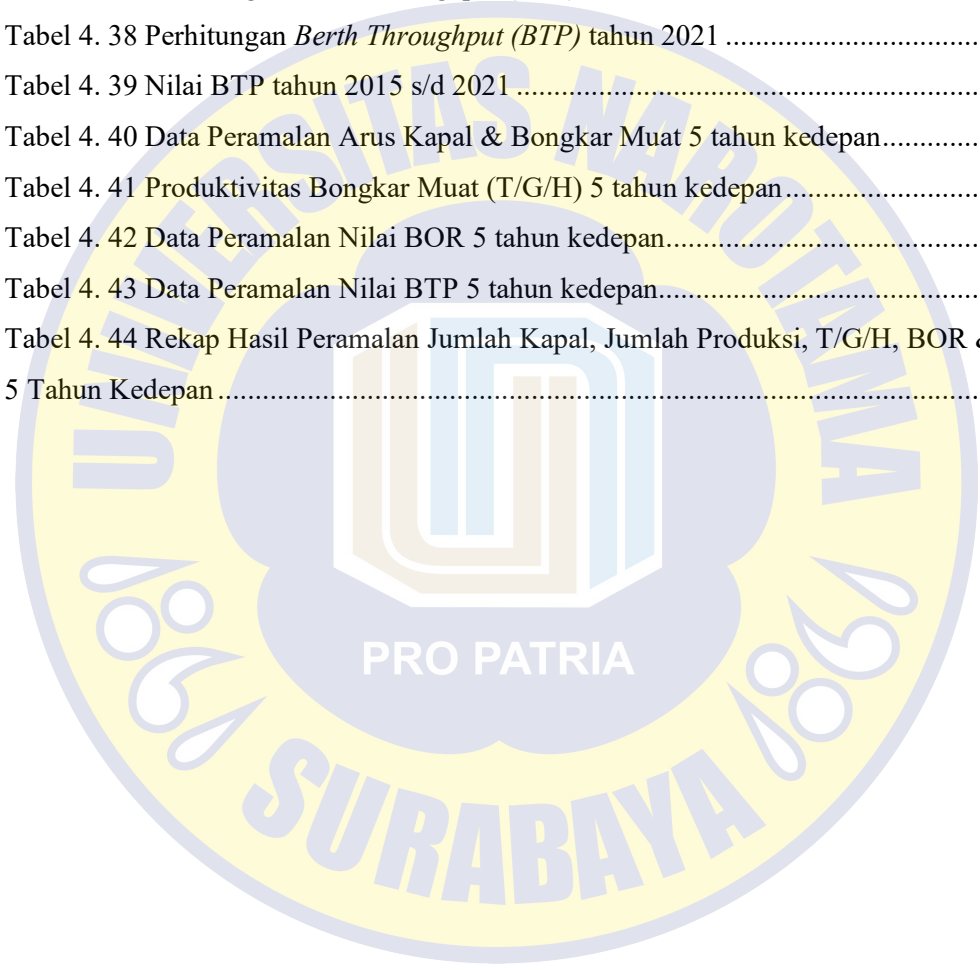 Tabel 4. 38 Perhitungan Berth Throughput (BTP) tahun 2021 ....................................
Tabel 4. 39 Nilai BTP tahun 2015 s/d 2021 ....................................
Tabel 4. 40 Data Peramalan Arus Kapal & Bongkar Muat 5 tahun kedepan..............
Tabel 4. 41 Produktivitas Bongkar Muat (T/G/H) 5 tahun kedepan ..........................
Tabel 4. 42 Data Peramalan Nilai BOR 5 tahun kedepan..........................................
Tabel 4. 43 Data Peramalan Nilai BTP 5 tahun kedepan...........................................
Tabel 4. 44 Rekap Hasil Peramalan Jumlah Kapal, Jumlah Produksi, T/G/H, BOR
5 Tahun Kedepan ....................................
UNIVERSITAS NAROTAMA
PRO PATRIA
1981 1981
SURABAYA